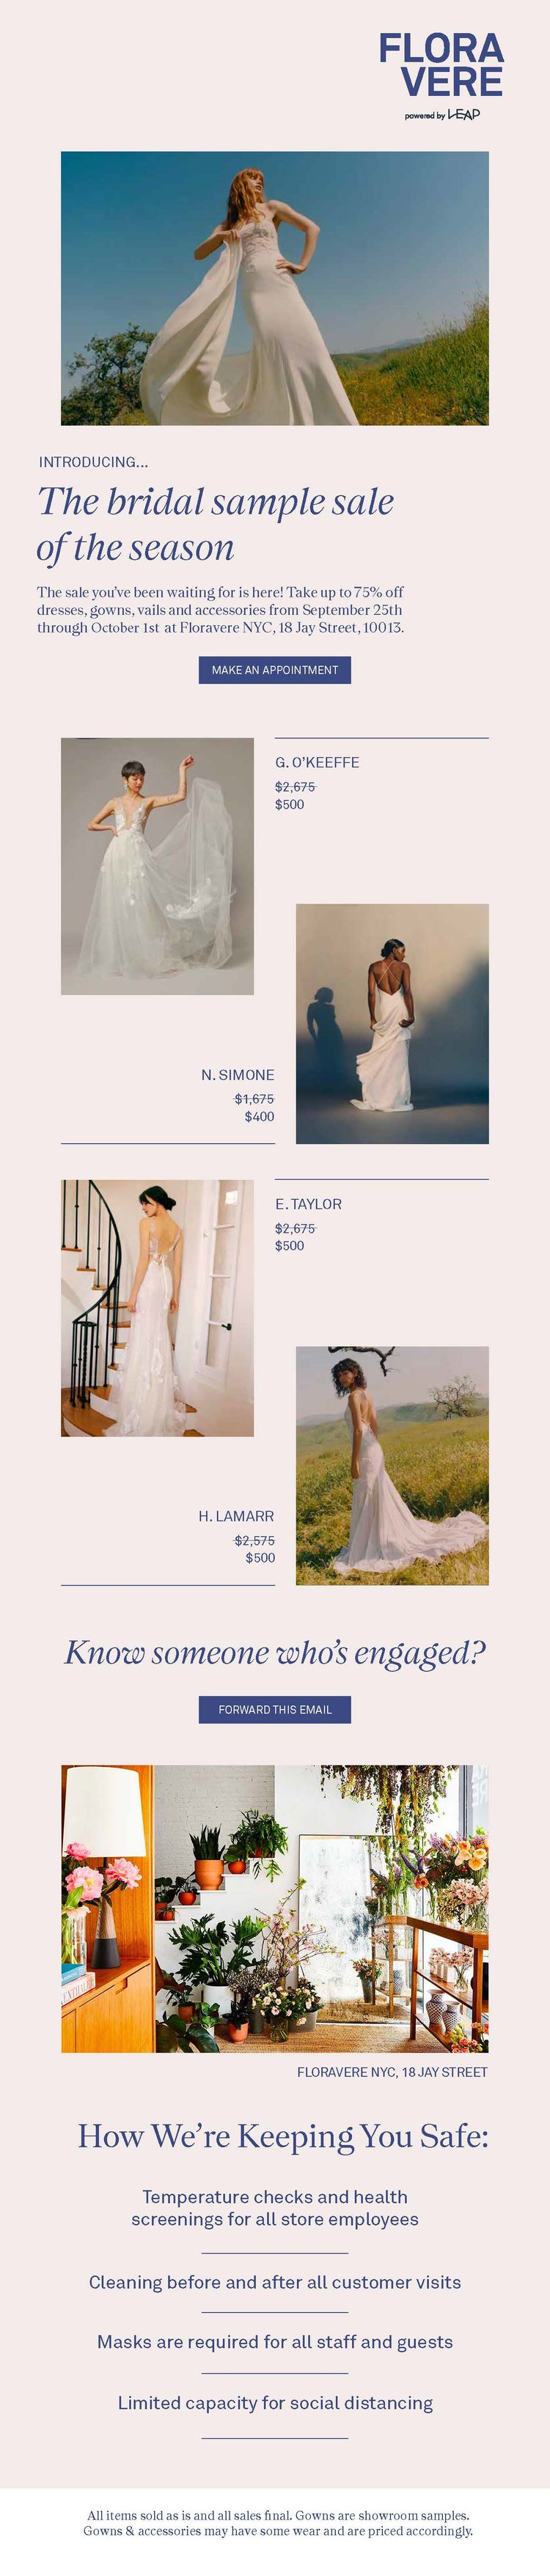 FLORA
VERE
powered by LEAP
INTRODUCING...
The bridal sample sale
of the season
The sale you've been waiting for is here! Take up to 75% off
dresses, gowns, vails and accessories from September 25th
through October 1st at Floravere NYC, 18 Jay Street, 10013.
MAKE AN APPOINTMENT
G. O'KEEFFE
$2,675
$500
N. SIMONE
$1,675
$400
E. TAYLOR
$2,675
$500
H. LAMARR
$2,575
$500
Know someone who's engaged?
FORWARD THIS EMAIL
FLORAVERE NYC, 18 JAY STREET
How We're Keeping You Safe:
Temperature checks and health
screenings for all store employees
Cleaning before and after all customer visits
Masks are required for all staff and guests
Limited capacity for social distancing
All items sold as is and all sales final. Gowns are showroom samples.
Gowns & accessories may have some wear and are priced accordingly.